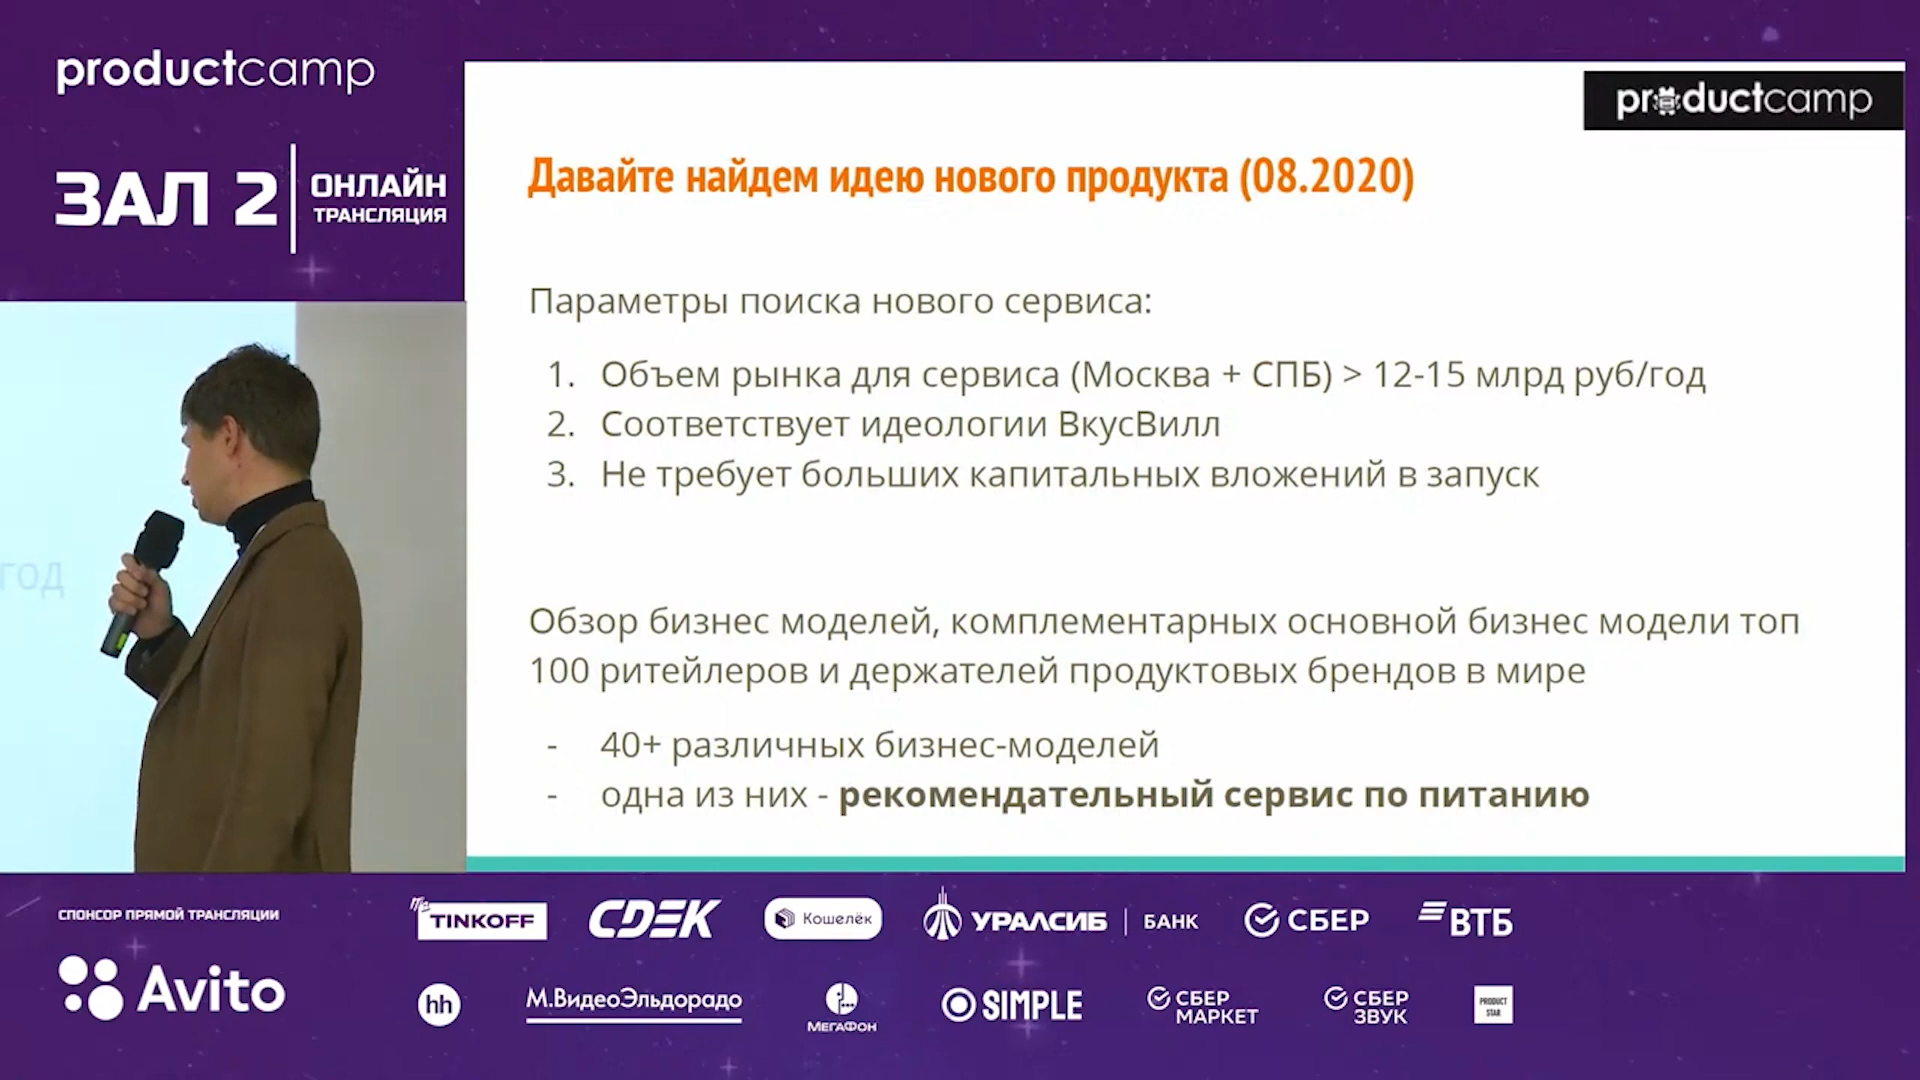 productcamp
ЗАЛ 2
ОНЛАЙН
ТРАНСЛЯЦИЯ
productcamp
Давайте найдем идею нового продукта (08.2020)
Параметры поиска нового сервиса:
1. Объем рынка для сервиса (Москва + СПБ) > 12-15 млрд руб/год
2. Соответствует идеологии ВкусВилл
3. Не требует больших капитальных вложений в запуск
Обзор бизнес моделей, комплементарных основной бизнес модели топ
100 ритейлеров и держателей продуктовых брендов в мире
- 40+ различных бизнес-моделей
- одна из них - рекомендательный сервис по питанию
год
СПОНСОР ПРЯМОЙ ТРАНСЛЯЦИИ
Avito
TINKOFF
CDEK
Кошелёк
УРАЛСИБ | БАНК
СБЕР
ВТБ
hh
М.ВидеоЭльдорадо
МЕГАФОН
SIMPLE
СБЕР
МАРКЕТ
СБЕР
ЗВУК
PRODUCT
STAR